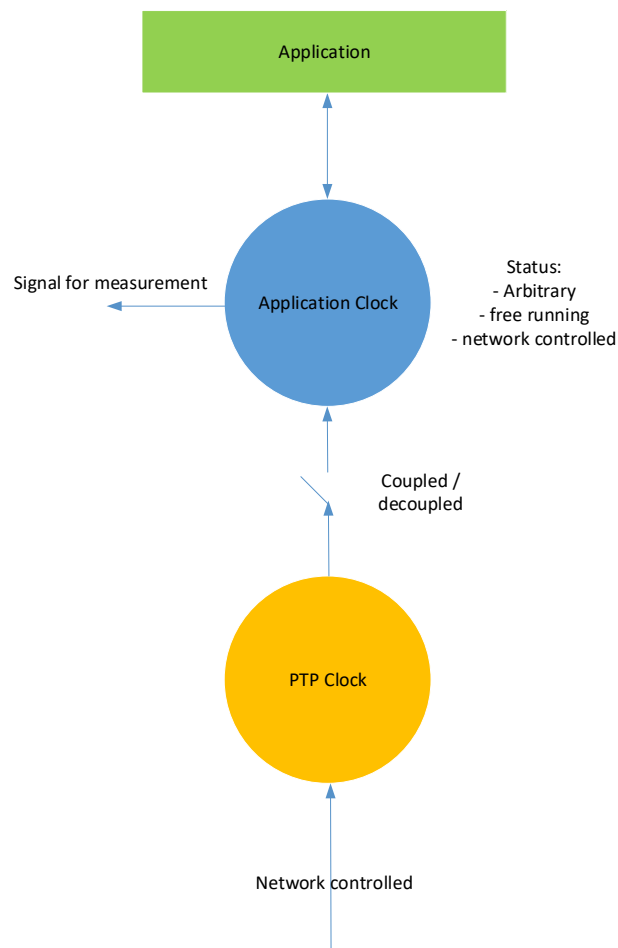 Application
Signal for measurement
Application Clock
Status:
- Arbitrary
- free running
- network controlled
Coupled /
decoupled
PTP Clock
Network controlled